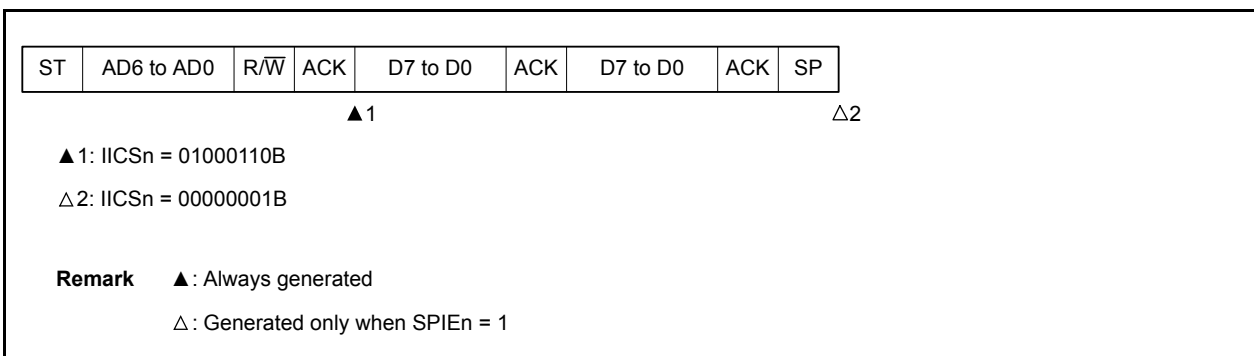 ST AD6 to AD0 R/W̅ ACK D7 to D0 ACK D7 to D0 ACK SP
▲1 △2
▲1: IICSn = 01000110B
△2: IICSn = 00000001B
Remark ▲: Always generated
△: Generated only when SPIEn = 1